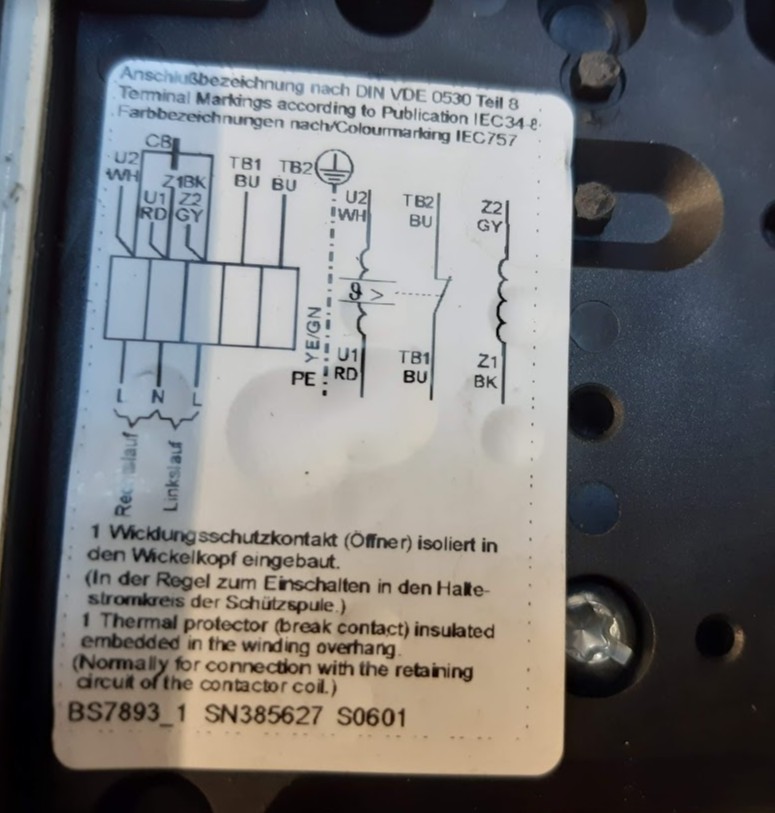 Anschlußbezeichnung nach DIN VDE 0530 Teil 8
Terminal Markings according to Publication IEC34-8
Farbbezeichnungen nach/Colourmarking IEC757
CB
U2 TB1 TB2
WH Z1BK BU BU
U1 Z2
RD GY
U2 TB2 Z2
WH BU GY
ϑ >
YE/GN
PE
U1 TB1 Z1
RD BU BK
L N L
Rechtslauf
Linkslauf
1 Wicklungsschutzkontakt (Öffner) isoliert in
den Wickelkopf eingebaut.
(In der Regel zum Einschalten in den Halte-
stromkreis der Schützspule.)
1 Thermal protector (break contact) insulated
embedded in the winding overhang.
(Normally for connection with the retaining
circuit of the contactor coil.)
BS7893_1 SN385627 S0601